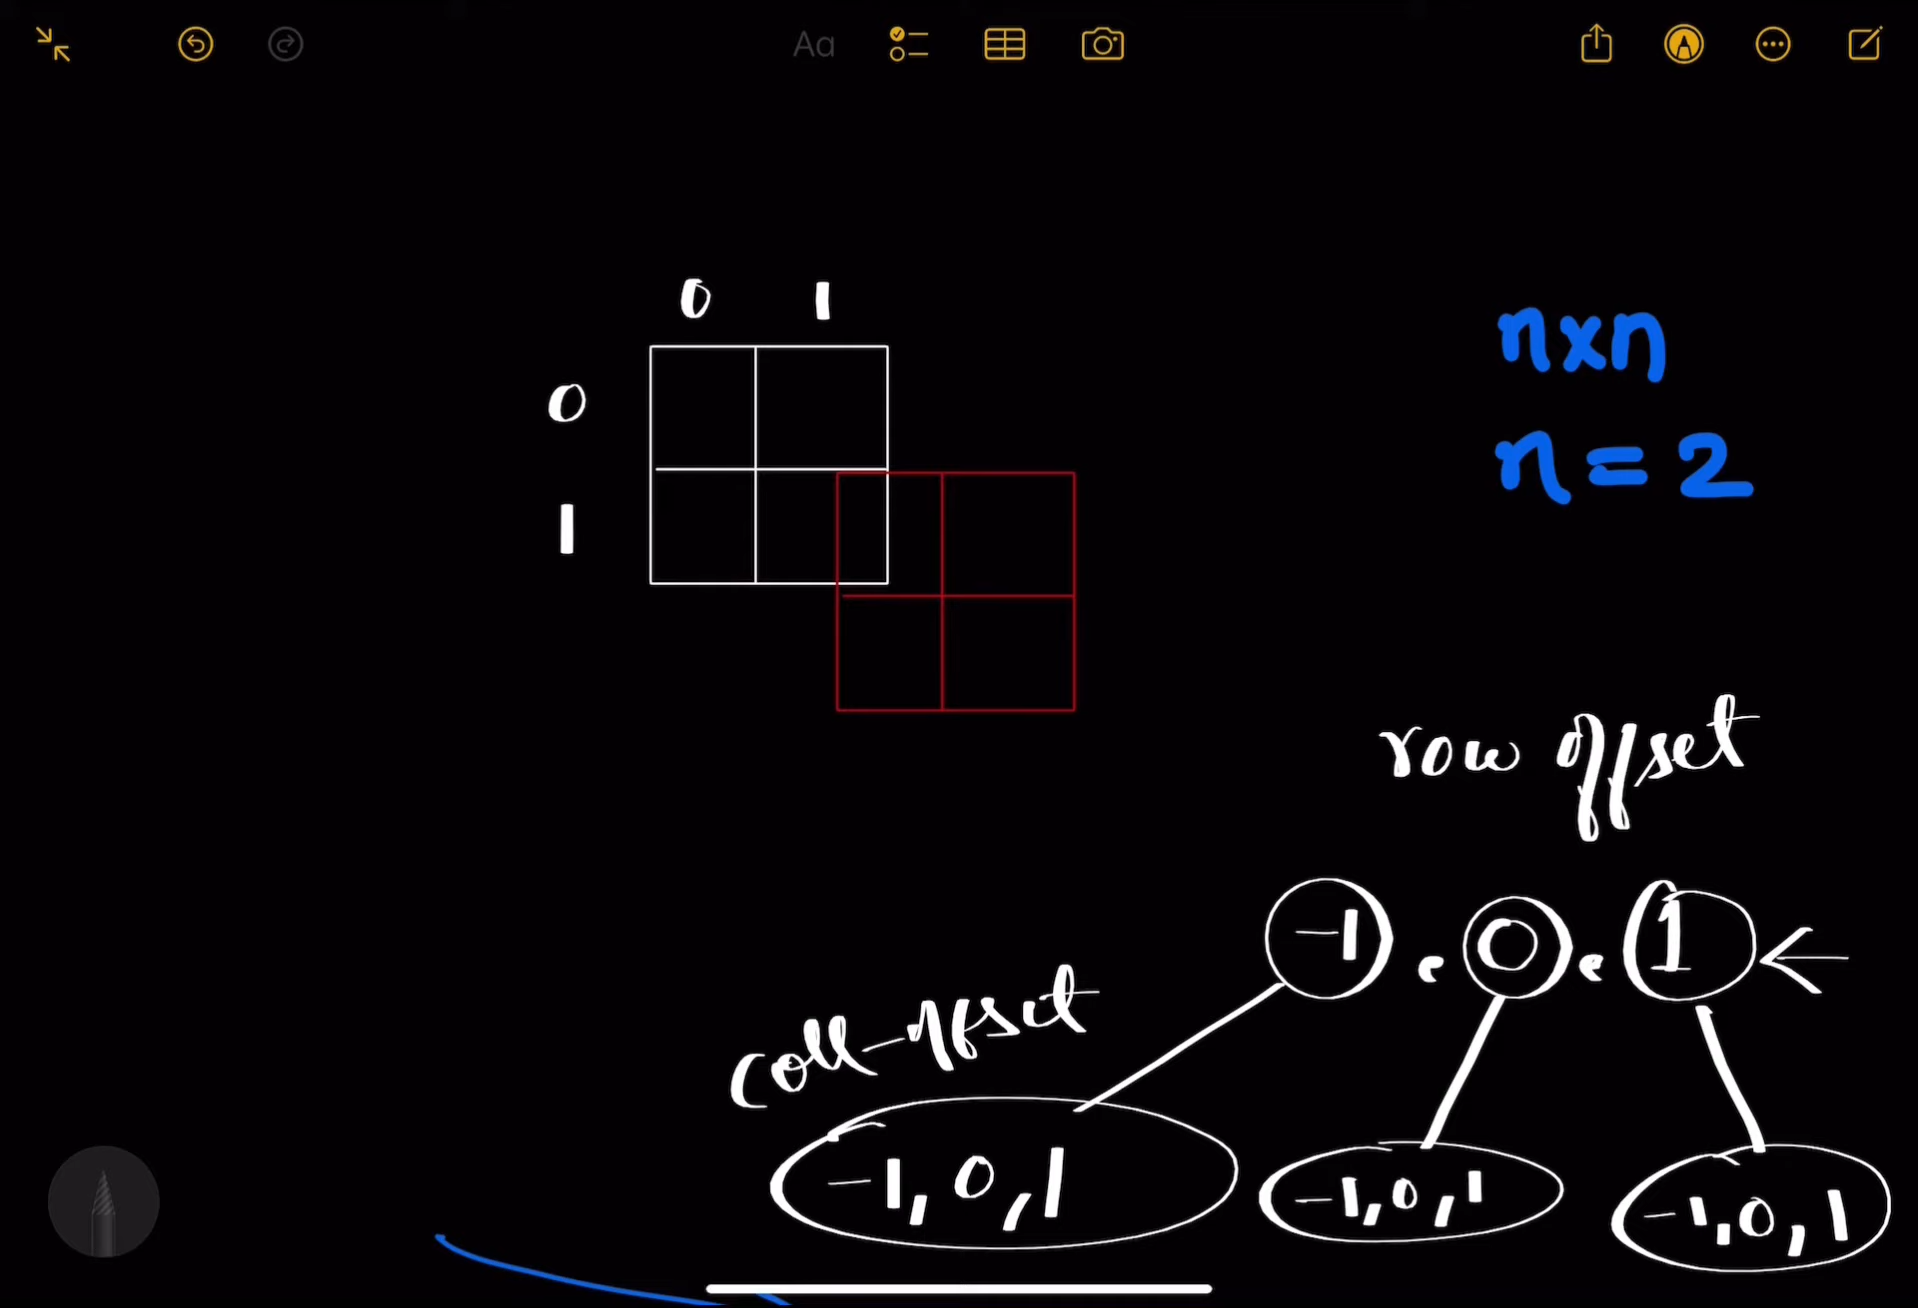 Aa
0 1
0
1
n×n
n=2
row offset
-1, 0, 1
coll-offset
-1, 0, 1
-1, 0, 1
-1, 0, 1